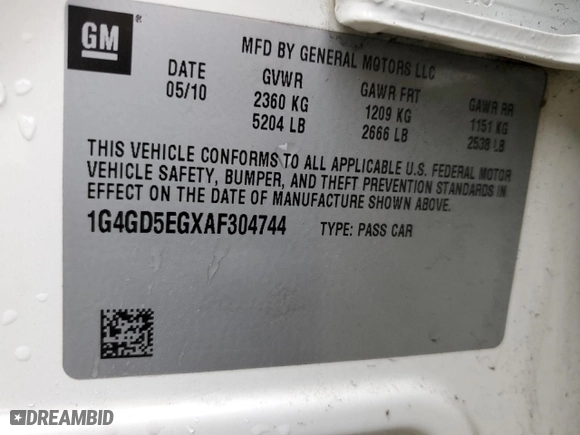 GM
MFD BY GENERAL MOTORS LLC
DATE GVWR GAWR FRT GAWR RR
05/10 2360 KG 1209 KG 1151 KG
5204 LB 2666 LB 2538 LB
THIS VEHICLE CONFORMS TO ALL APPLICABLE U.S. FEDERAL MOTOR
VEHICLE SAFETY, BUMPER, AND THEFT PREVENTION STANDARDS IN
EFFECT ON THE DATE OF MANUFACTURE SHOWN ABOVE.
1G4GD5EGXAF304744 TYPE: PASS CAR
DREAMBID